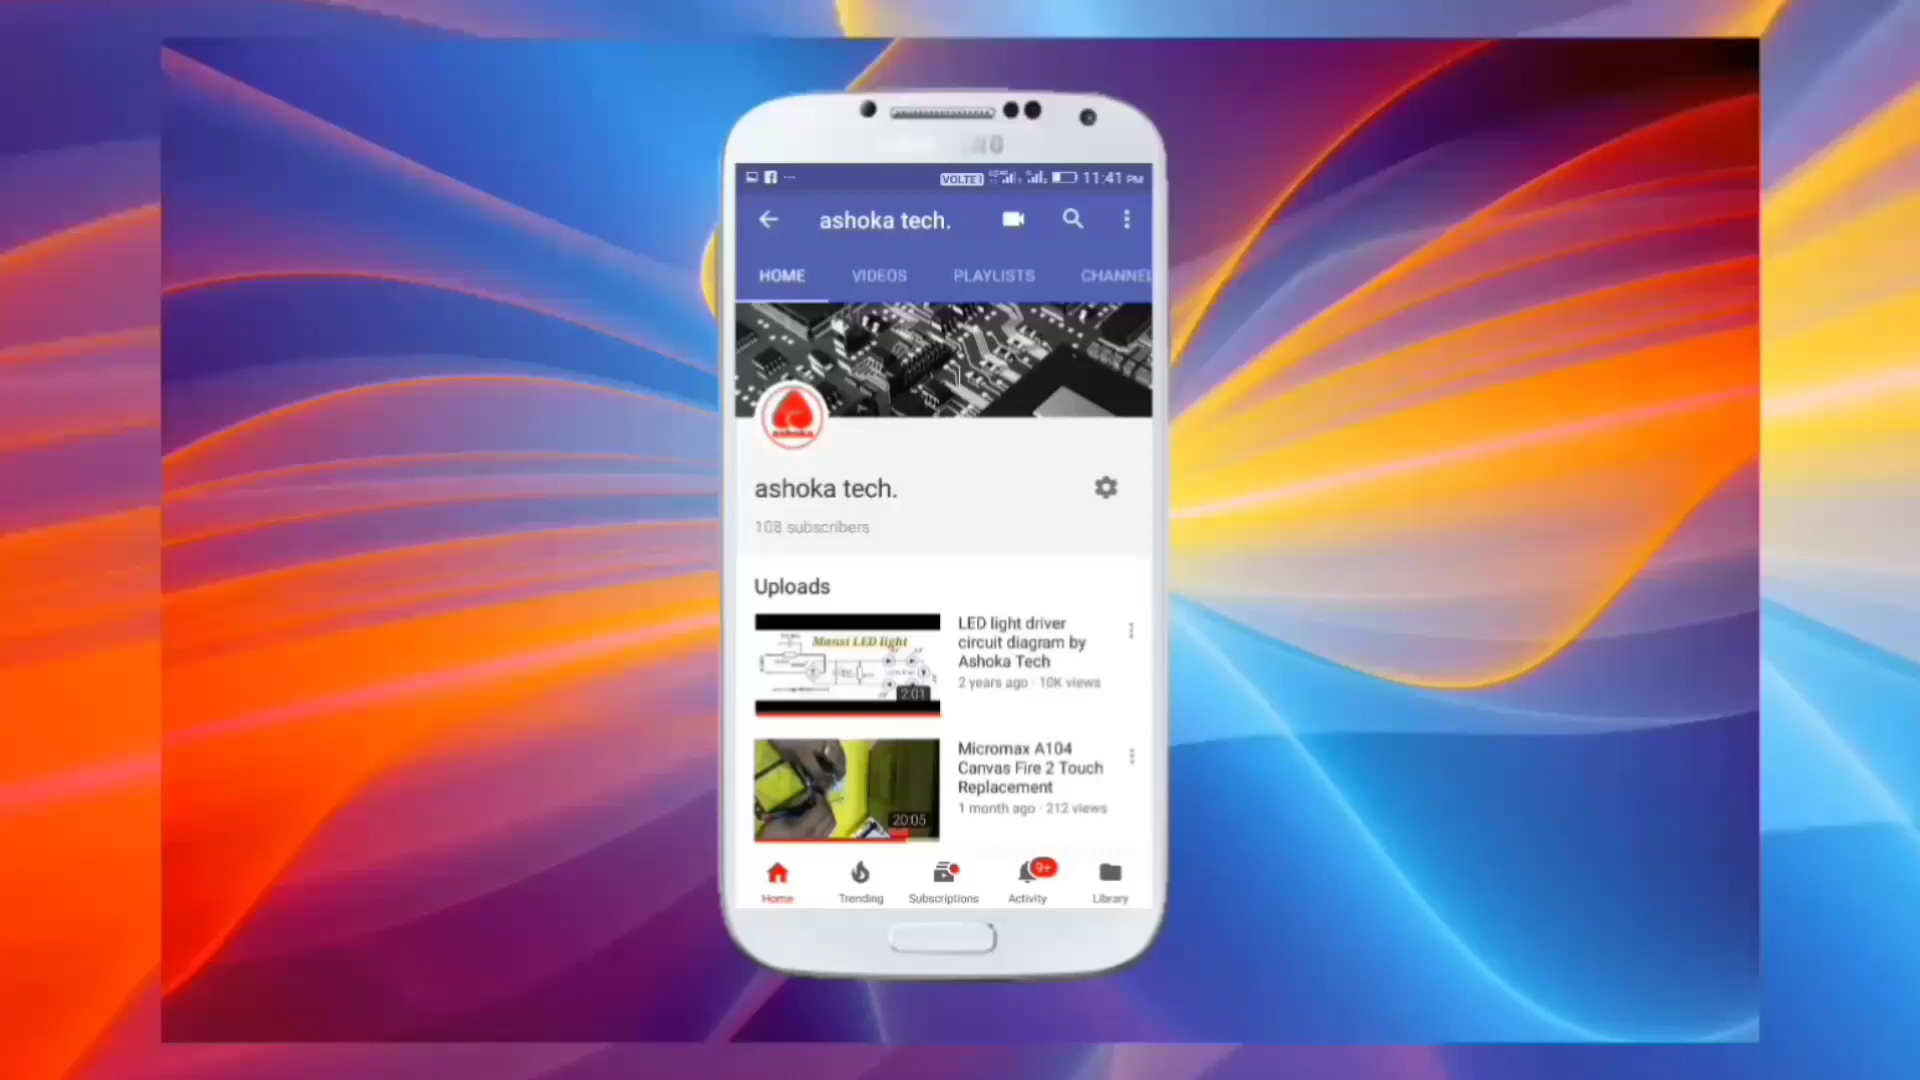 VOLTE 11:41 PM
ashoka tech.
HOME VIDEOS PLAYLISTS CHANNEL
ashoka
ashoka tech.
108 subscribers
Uploads
Mansi LED light
2:01
LED light driver
circuit diagram by
Ashoka Tech
2 years ago · 10K views
20:05
Micromax A104
Canvas Fire 2 Touch
Replacement
1 month ago · 212 views
9+
Home Trending Subscriptions Activity Library